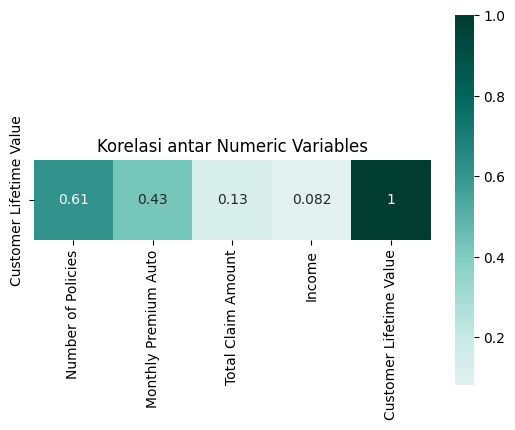 Korelasi antar Numeric Variables
Customer Lifetime Value
0.61 0.43 0.13 0.082 1
Number of Policies
Monthly Premium Auto
Total Claim Amount
Income
Customer Lifetime Value
1.0
0.8
0.6
0.4
0.2